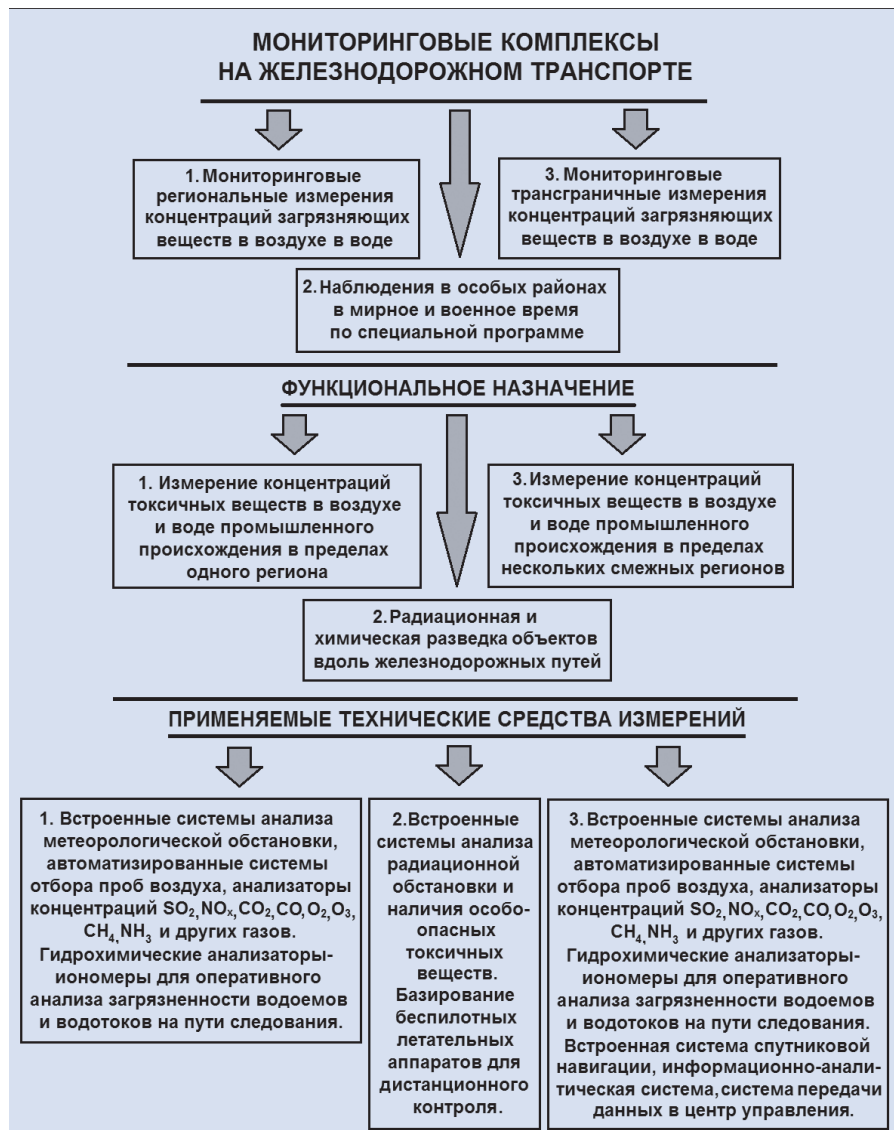 МОНИТОРИНГОВЫЕ КОМПЛЕКСЫ
НА ЖЕЛЕЗНОДОРОЖНОМ ТРАНСПОРТЕ
1. Мониторинговые
региональные измерения
концентраций загрязняющих
веществ в воздухе в воде
3. Мониторинговые
трансграничные измерения
концентраций загрязняющих
веществ в воздухе в воде
2. Наблюдения в особых районах
в мирное и военное время
по специальной программе
ФУНКЦИОНАЛЬНОЕ НАЗНАЧЕНИЕ
1. Измерение концентраций
токсичных веществ в воздухе
и воде промышленного
происхождения в пределах
одного региона
3. Измерение концентраций
токсичных веществ в воздухе
и воде промышленного
происхождения в пределах
нескольких смежных регионов
2. Радиационная и
химическая разведка объектов
вдоль железнодорожных путей
ПРИМЕНЯЕМЫЕ ТЕХНИЧЕСКИЕ СРЕДСТВА ИЗМЕРЕНИЙ
1. Встроенные системы анализа
метеорологической обстановки,
автоматизированные системы
отбора проб воздуха, анализаторы
концентраций SO₂,NOₓ,CO₂,CO,O₂,O₃,
CH₄,NH₃ и других газов.
Гидрохимические анализаторы-
иономеры для оперативного
анализа загрязненности водоемов
и водотоков на пути следования.
2.Встроенные
системы анализа
радиационной
обстановки и
наличия особо-
опасных
токсичных
веществ.
Базирование
беспилотных
летательных
аппаратов для
дистанционного
контроля.
3. Встроенные системы анализа
метеорологической обстановки,
автоматизированные системы
отбора проб воздуха, анализаторы
концентраций SO₂,NOₓ,CO₂,CO,O₂,O₃,
CH₄,NH₃ и других газов.
Гидрохимические анализаторы-
иономеры для оперативного
анализа загрязненности водоемов
и водотоков на пути следования.
Встроенная система спутниковой
навигации, информационно-анали-
тическая система, система передачи
данных в центр управления.